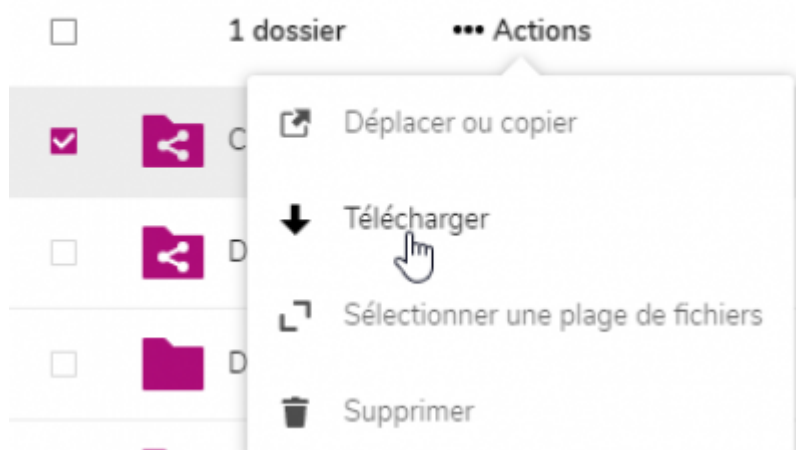 1 dossier
••• Actions
Déplacer ou copier
C
Télécharger
D
Sélectionner une plage de fichiers
D
Supprimer